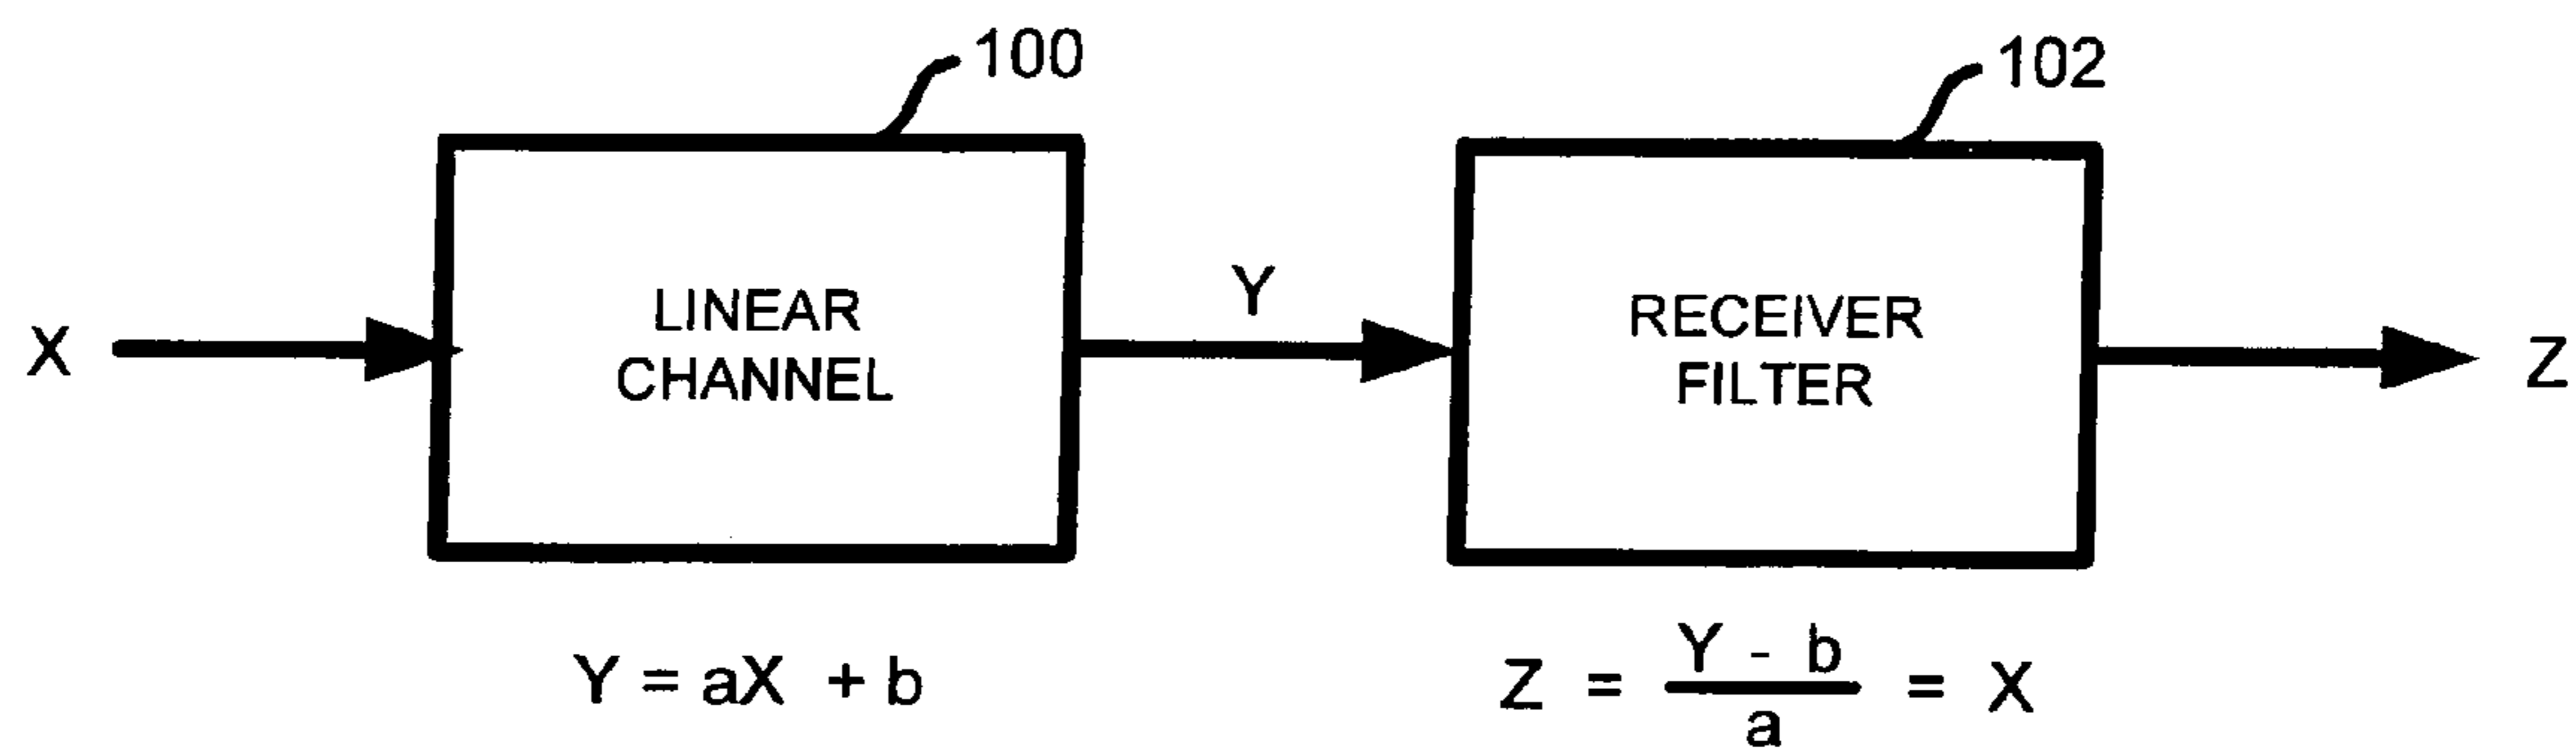 100
102
X
LINEAR
CHANNEL
Y
RECEIVER
FILTER
Z
Y = aX + b
Z = Y - b / a = X